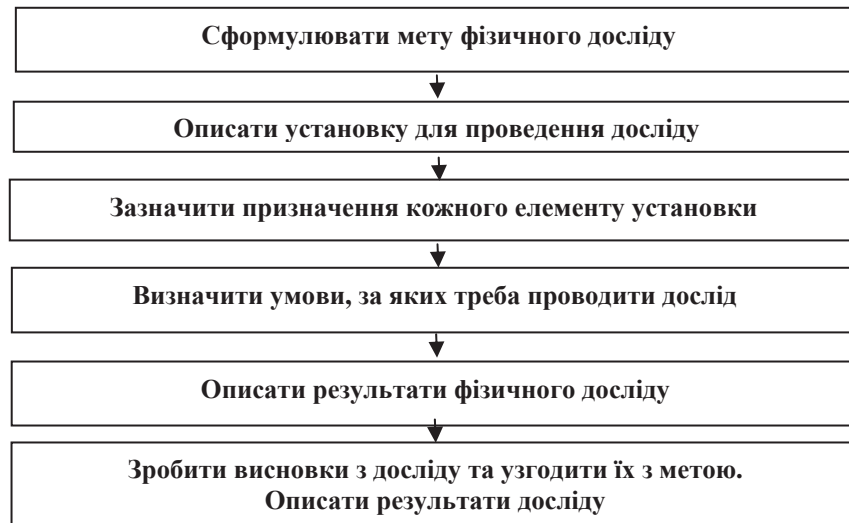 Сформулювати мету фізичного досліду
Описати установку для проведення досліду
Зазначити призначення кожного елементу установки
Визначити умови, за яких треба проводити дослід
Описати результати фізичного досліду
Зробити висновки з досліду та узгодити їх з метою.
Описати результати досліду